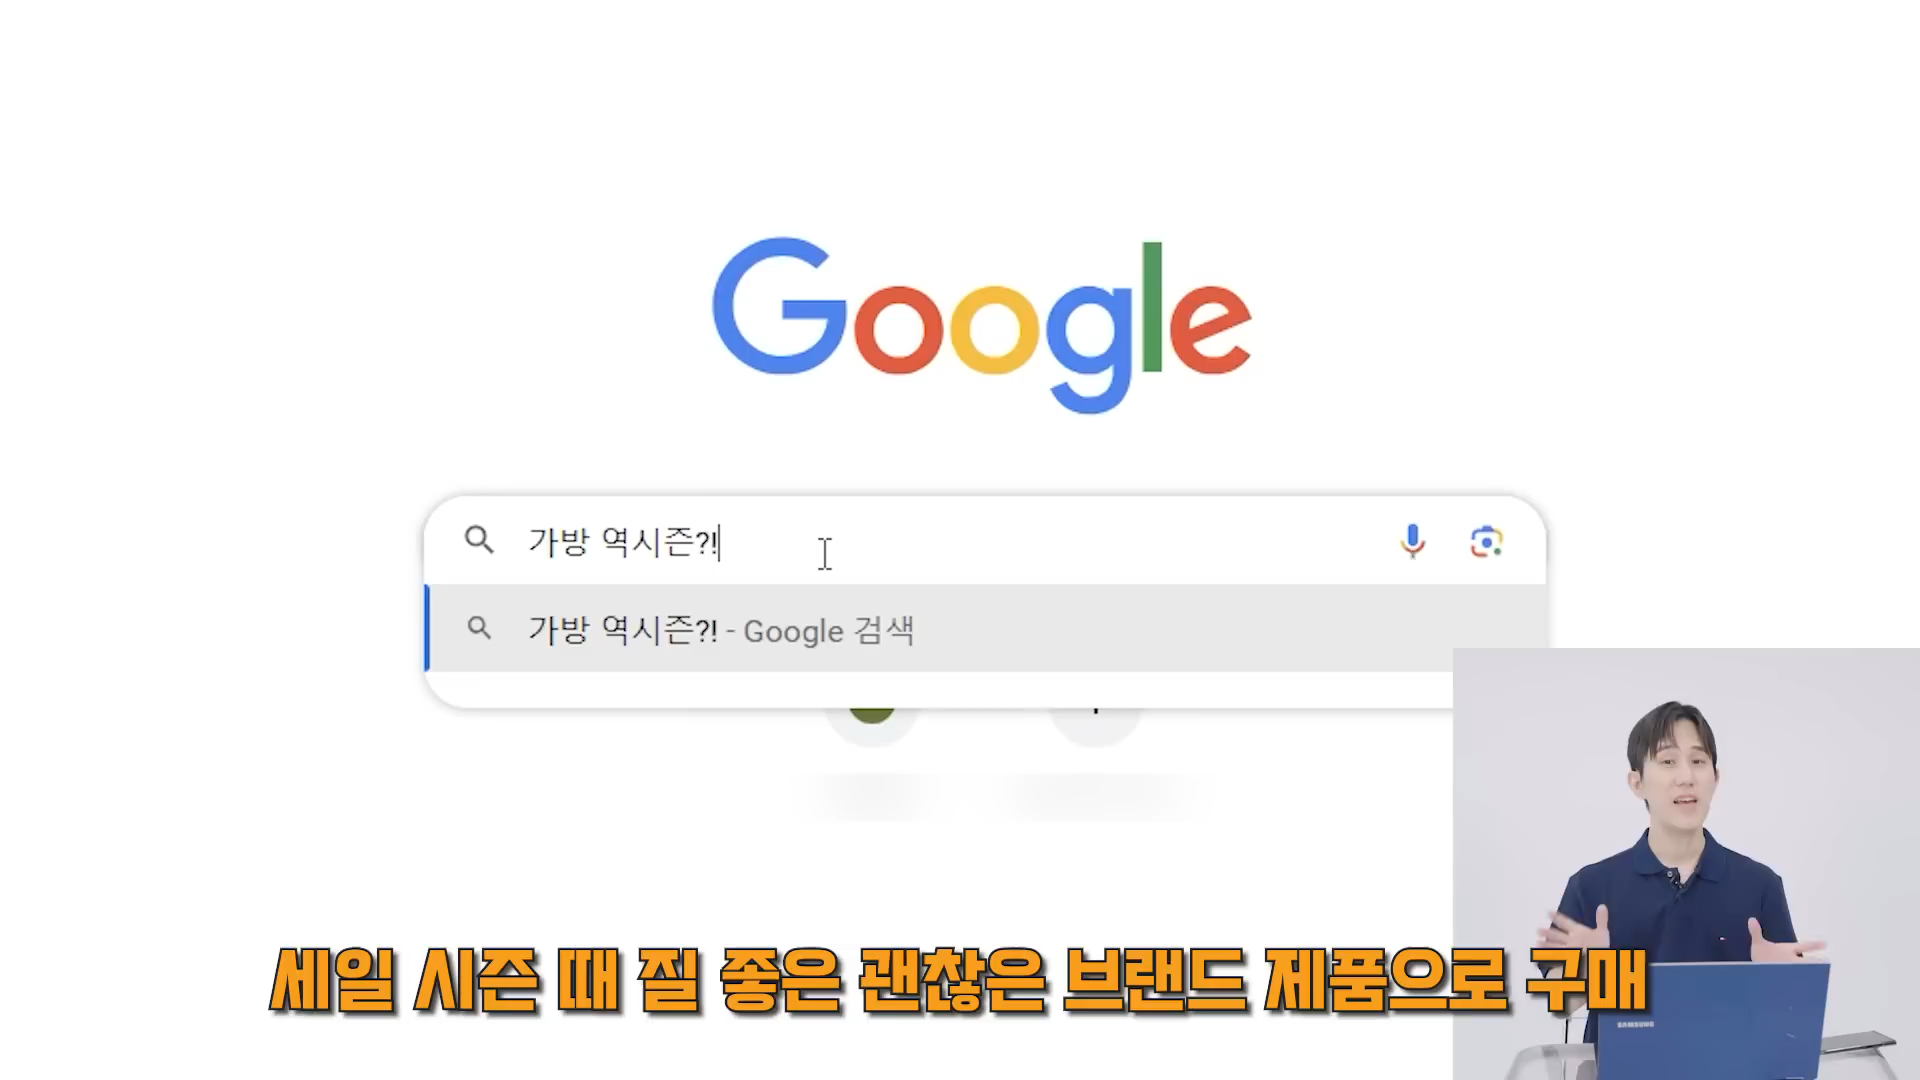 Google
가방 역시즌?!
가방 역시즌?! - Google 검색
세일 시즌 때 질 좋은 괜찮은 브랜드 제품으로 구매
SAMSUNG